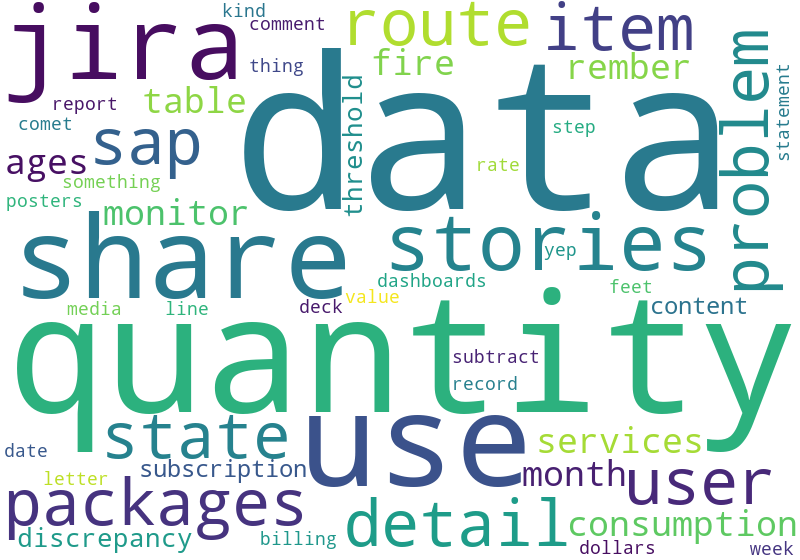 kind
jira
comment
route
item
thing
fire
rember
data
problem
threshold
statement
report
table
comet
sap
step
ages
rate
something
posters
monitor
share
stories
yep
dashboards
feet
media
line
deck
value
content
quantity
subtract
record
state
use
services
date
subscription
month
user
letter
packages
detail
consumption
discrepancy
billing
dollars
week